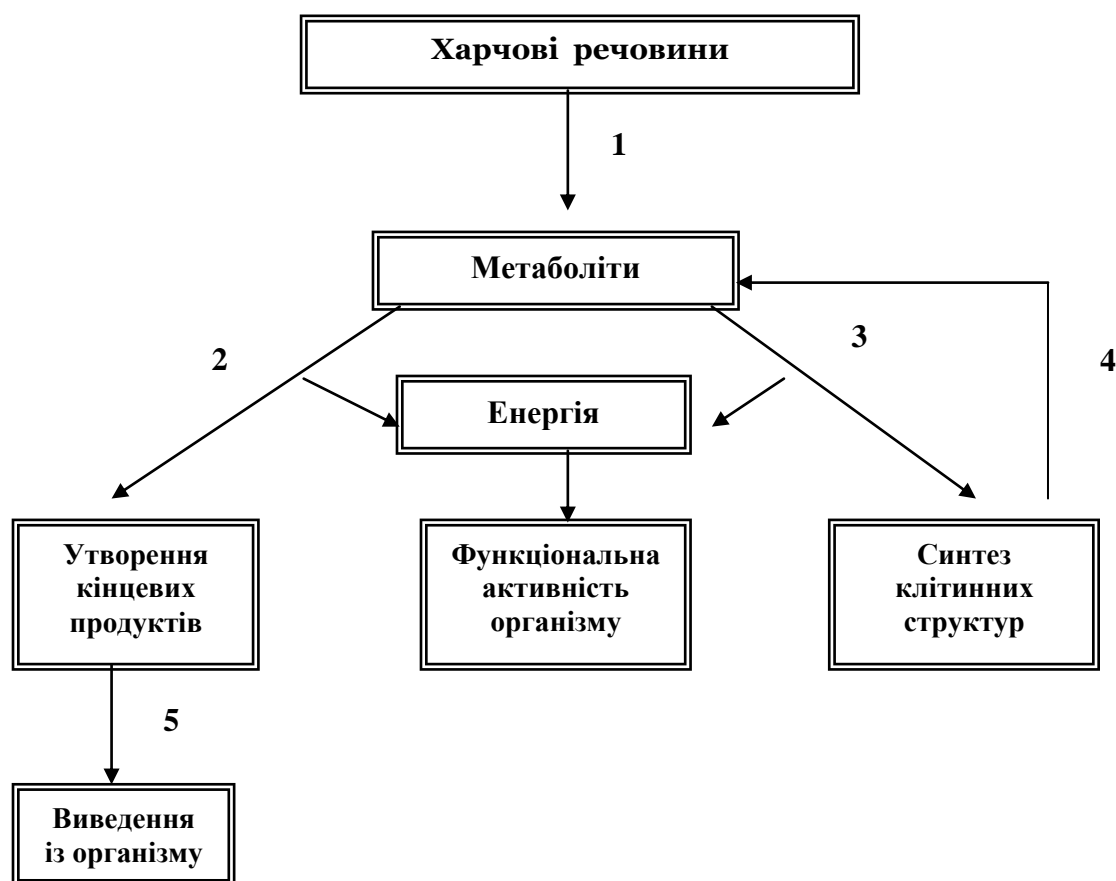 Харчові речовини
1
Метаболіти
2
3
4
Енергія
Утворення
кінцевих
продуктів
Функціональна
активність
організму
Синтез
клітинних
структур
5
Виведення
із організму